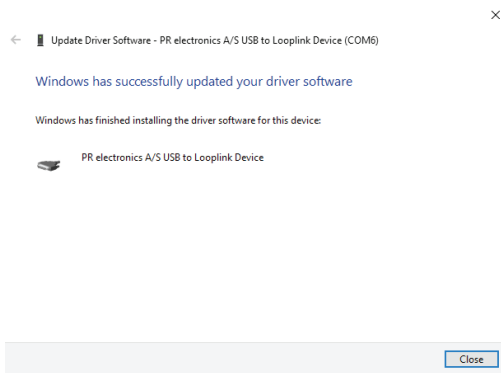 Update Driver Software - PR electronics A/S USB to Looplink Device (COM6)
Windows has successfully updated your driver software
Windows has finished installing the driver software for this device:
PR electronics A/S USB to Looplink Device
Close